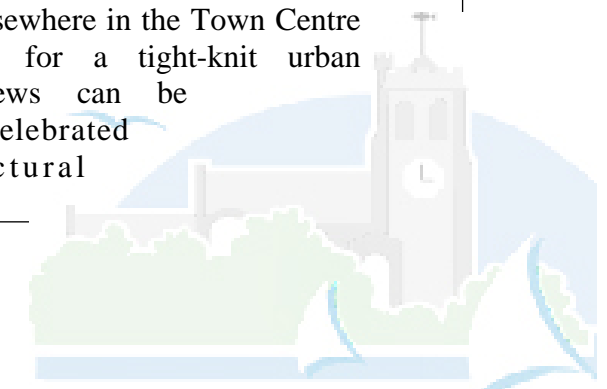 sewhere in the Town Centre
for a tight-knit urban
ews can be
elebrated
ctural